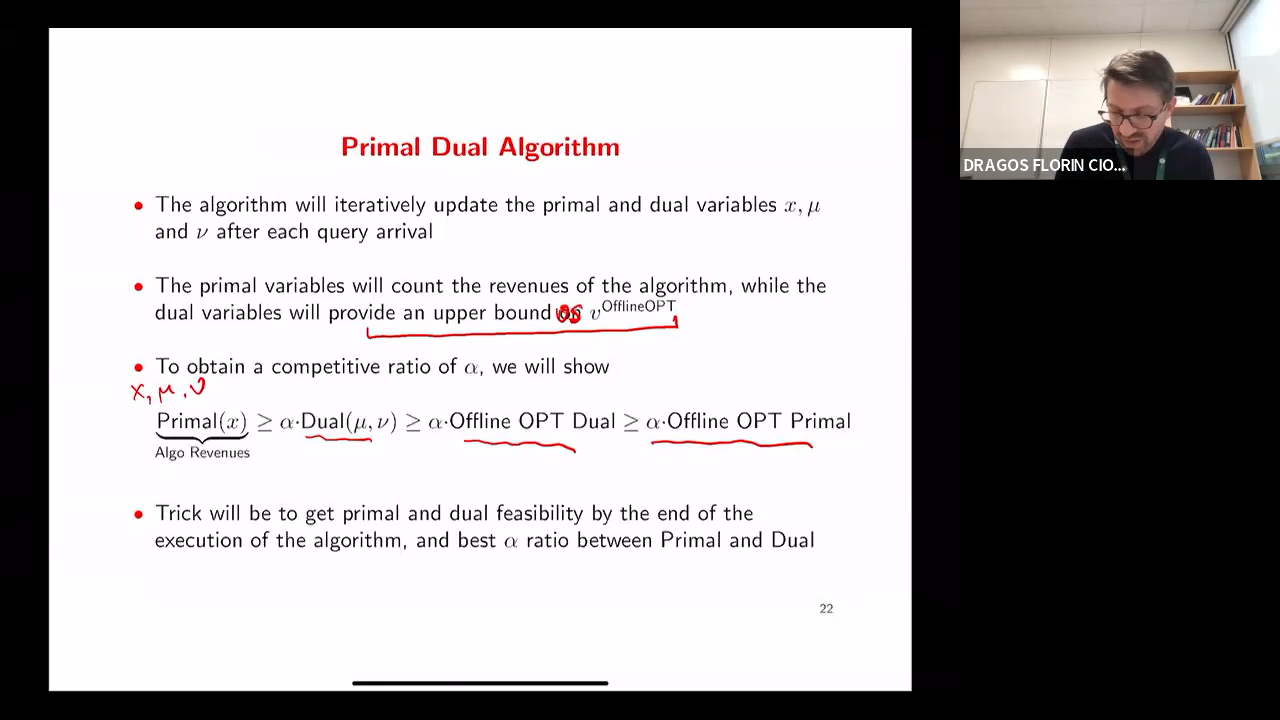 Primal Dual Algorithm
• The algorithm will iteratively update the primal and dual variables x, μ
and ν after each query arrival
• The primal variables will count the revenues of the algorithm, while the
dual variables will provide an upper bound ν^OfflineOPT
• To obtain a competitive ratio of α, we will show
x, μ, ν
Primal(x) ≥ α·Dual(μ, ν) ≥ α·Offline OPT Dual ≥ α·Offline OPT Primal
Algo Revenues
• Trick will be to get primal and dual feasibility by the end of the
execution of the algorithm, and best α ratio between Primal and Dual
22
DRAGOS FLORIN CIO...